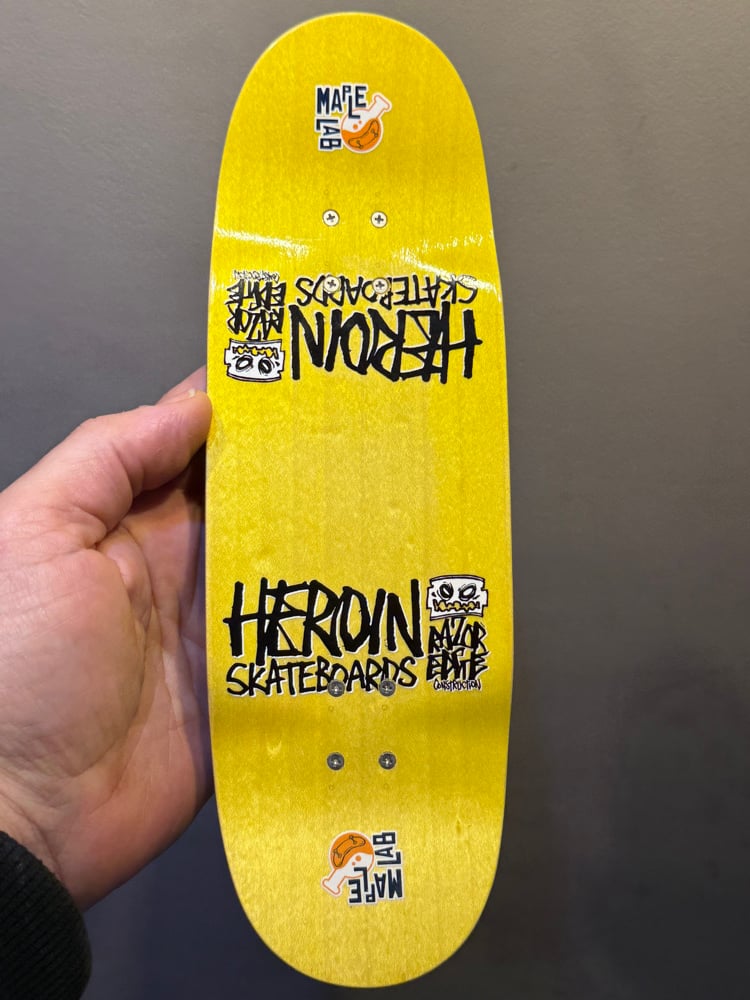 MAPLE
LAB
HEROIN
SKATEBOARDS
RAZOR
EDGE
CONSTRUCTION
HEROIN
SKATEBOARDS
RAZOR
EDGE
CONSTRUCTION
MAPLE
LAB